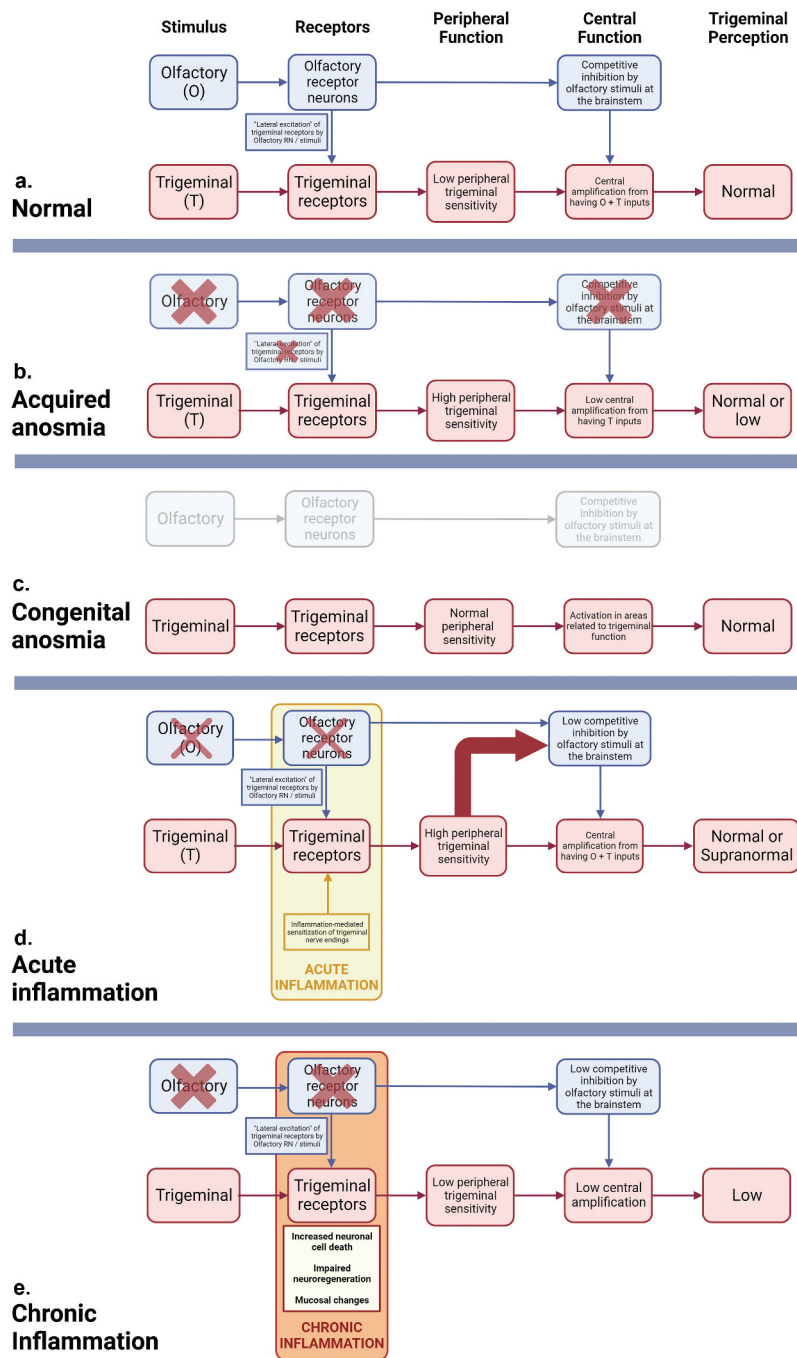 Stimulus
Receptors
Peripheral
Function
Central
Function
Trigeminal
Perception
Olfactory
(O)
Olfactory
receptor
neurons
Competitive
inhibition by
olfactory stimuli at
the brainstem
"Lateral excitation" of
trigeminal receptors by
Olfactory RN / stimuli
a.
Normal
Trigeminal
(T)
Trigeminal
receptors
Low peripheral
trigeminal
sensitivity
Central
amplification from
having O + T inputs
Normal
Olfactory
Olfactory
receptor
neurons
Competitive
inhibition by
olfactory stimuli at
the brainstem
"Lateral excitation" of
trigeminal receptors by
Olfactory RN / stimuli
b.
Acquired
anosmia
Trigeminal
(T)
Trigeminal
receptors
High peripheral
trigeminal
sensitivity
Low central
amplification from
having T inputs
Normal or
low
Olfactory
Olfactory
receptor
neurons
Competitive
inhibition by
olfactory stimuli at
the brainstem
c.
Congenital
anosmia
Trigeminal
Trigeminal
receptors
Normal
peripheral
sensitivity
Activation in areas
related to trigeminal
function
Normal
Olfactory
(O)
Olfactory
receptor
neurons
Low competitive
inhibition by
olfactory stimuli at
the brainstem
"Lateral excitation" of
trigeminal receptors by
Olfactory RN / stimuli
Trigeminal
(T)
Trigeminal
receptors
High peripheral
trigeminal
sensitivity
Central
amplification from
having O + T inputs
Normal or
Supranormal
Inflammation-mediated
sensitization of trigeminal
nerve endings
ACUTE
INFLAMMATION
d.
Acute
inflammation
Olfactory
Olfactory
receptor
neurons
Low competitive
inhibition by
olfactory stimuli at
the brainstem
"Lateral excitation" of
trigeminal receptors by
Olfactory RN / stimuli
Trigeminal
Trigeminal
receptors
Low peripheral
trigeminal
sensitivity
Low central
amplification
Low
Increased neuronal
cell death
Impaired
neuroregeneration
Mucosal changes
CHRONIC
INFLAMMATION
e.
Chronic
Inflammation